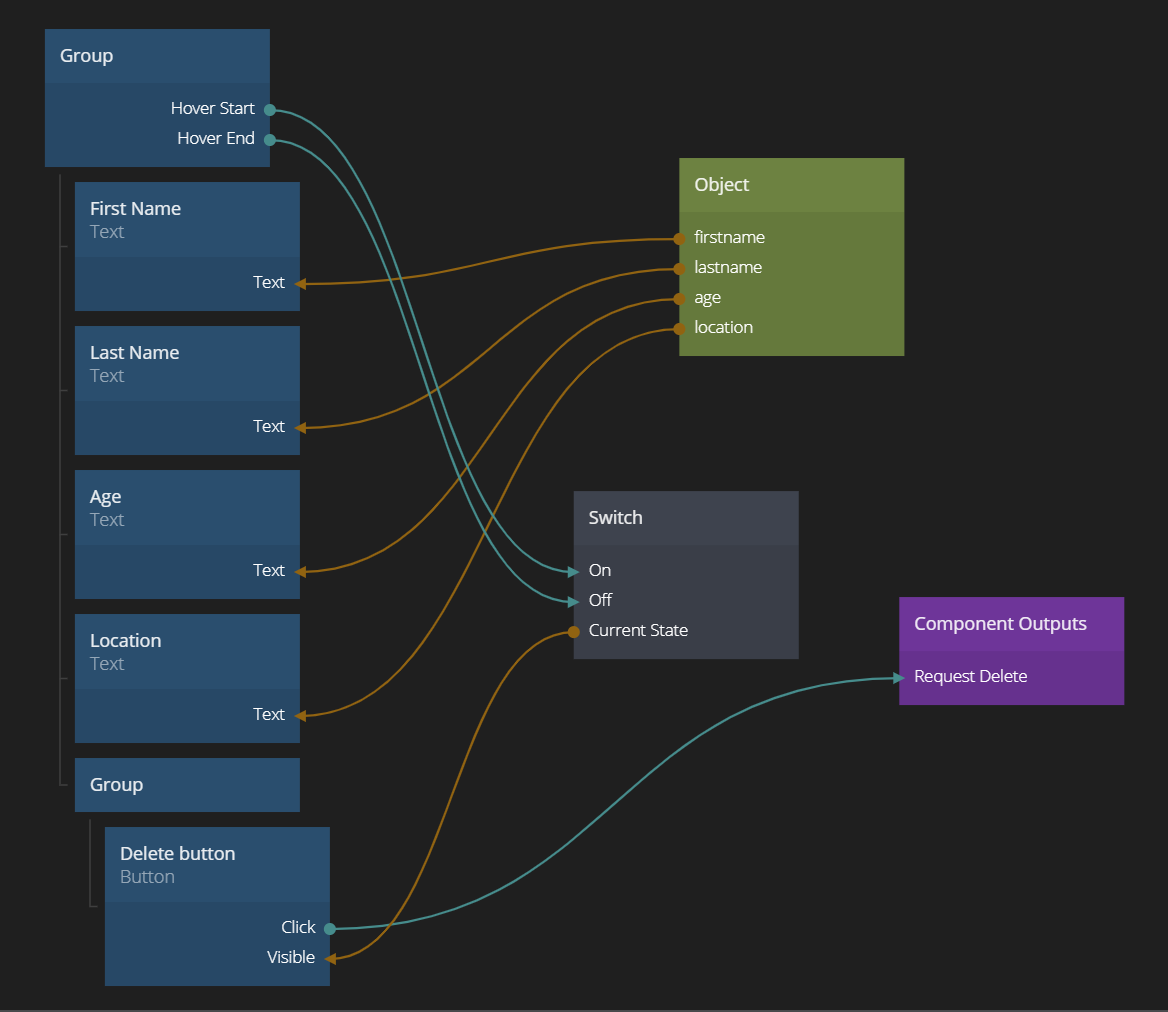 Group
Hover Start
Hover End
First Name
Text
Text
Last Name
Text
Text
Age
Text
Text
Location
Text
Text
Group
Delete button
Button
Click
Visible
Object
firstname
lastname
age
location
Switch
On
Off
Current State
Component Outputs
Request Delete